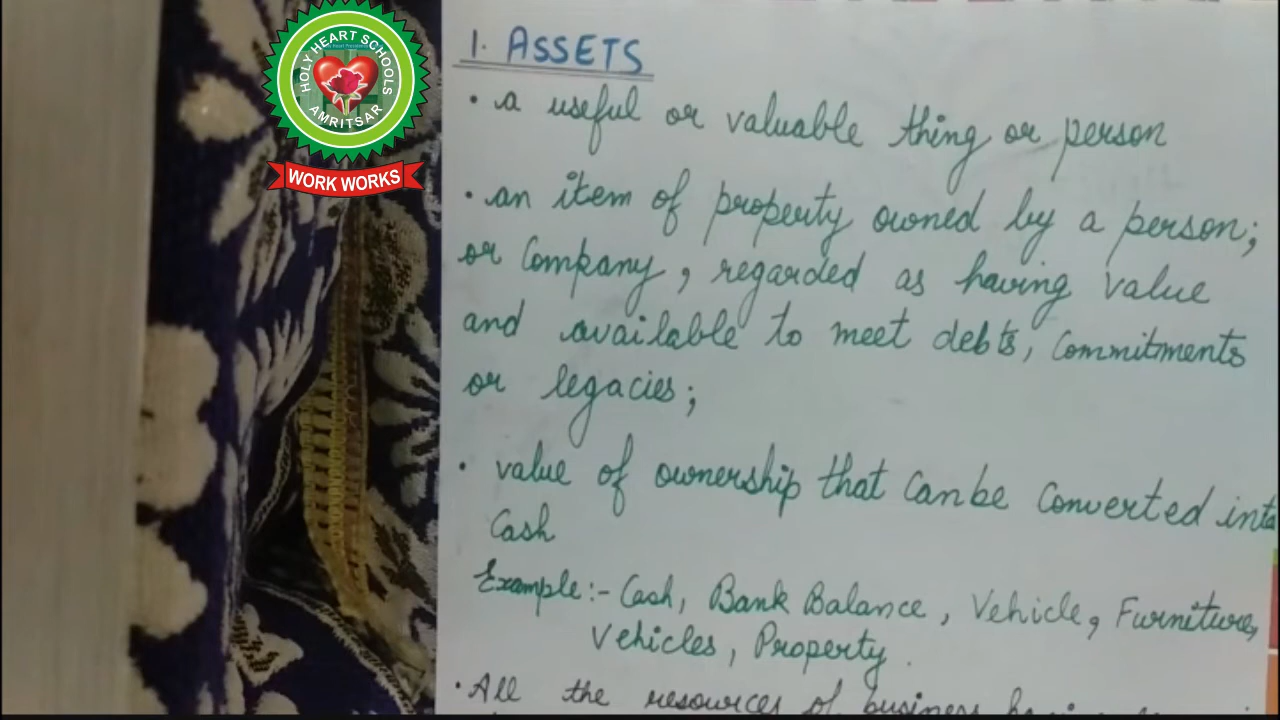 HOLY HEART SCHOOLS
AMRITSAR
WORK WORKS
1. ASSETS
• a useful or valuable thing or person
• an item of property owned by a person;
or Company, regarded as having value
and available to meet debts, Commitments
or legacies;
• value of ownership that can be Converted into
Cash
Example:- Cash, Bank Balance, Vehicle, Furniture,
Vehicles, Property.
• All the resources of business